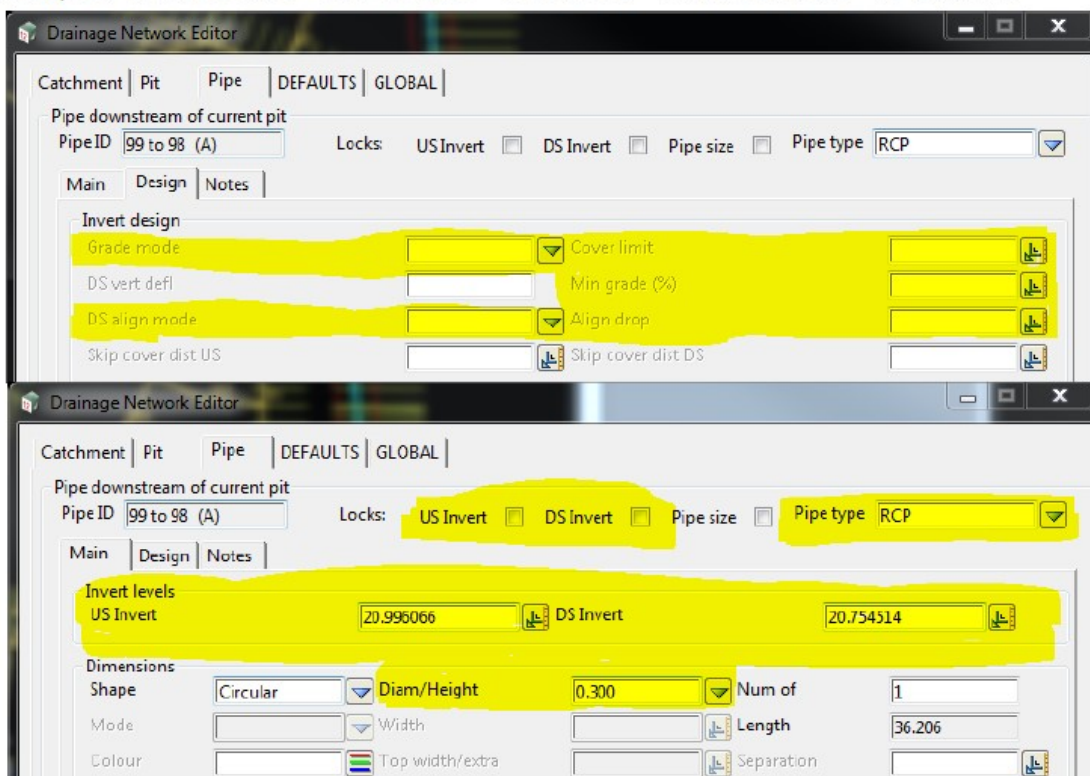 Drainage Network Editor
Catchment Pit Pipe DEFAULTS GLOBAL
Pipe downstream of current pit
Pipe ID 99 to 98 (A) Locks: US Invert DS Invert Pipe size Pipe type RCP
Main Design Notes
Invert design
Grade mode Cover limit
DS vert defl Min grade (%)
DS align mode Align drop
Skip cover dist US Skip cover dist DS
Drainage Network Editor
Catchment Pit Pipe DEFAULTS GLOBAL
Pipe downstream of current pit
Pipe ID 99 to 98 (A) Locks: US Invert DS Invert Pipe size Pipe type RCP
Main Design Notes
Invert levels
US Invert 20.996066 DS Invert 20.754514
Dimensions
Shape Circular Diam/Height 0.300 Num of 1
Mode Width Length 36.206
Colour Top width/extra Separation